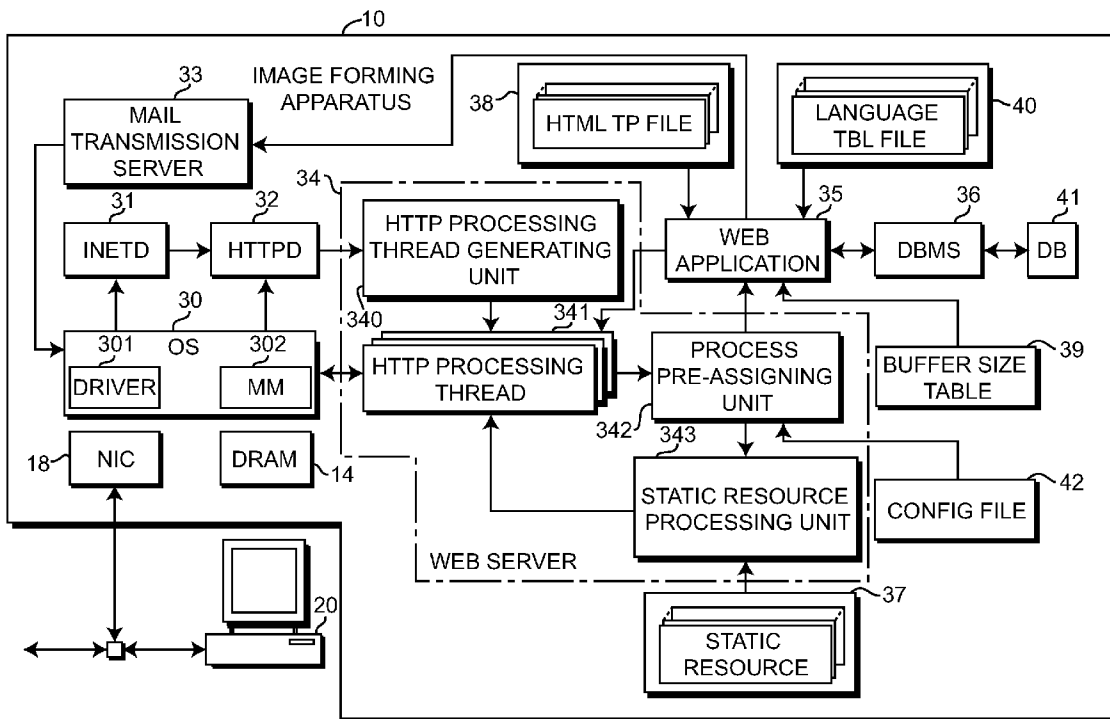 10
IMAGE FORMING
APPARATUS
33
MAIL
TRANSMISSION
SERVER
38
HTML TP FILE
LANGUAGE
TBL FILE
40
34
31
INETD
32
HTTPD
HTTP PROCESSING
THREAD GENERATING
UNIT
340
35
WEB
APPLICATION
36
DBMS
41
DB
30
OS
301
DRIVER
302
MM
341
HTTP PROCESSING
THREAD
PROCESS
PRE-ASSIGNING
UNIT
342
BUFFER SIZE
TABLE
39
18
NIC
DRAM
14
343
STATIC RESOURCE
PROCESSING UNIT
CONFIG FILE
42
WEB SERVER
20
37
STATIC
RESOURCE